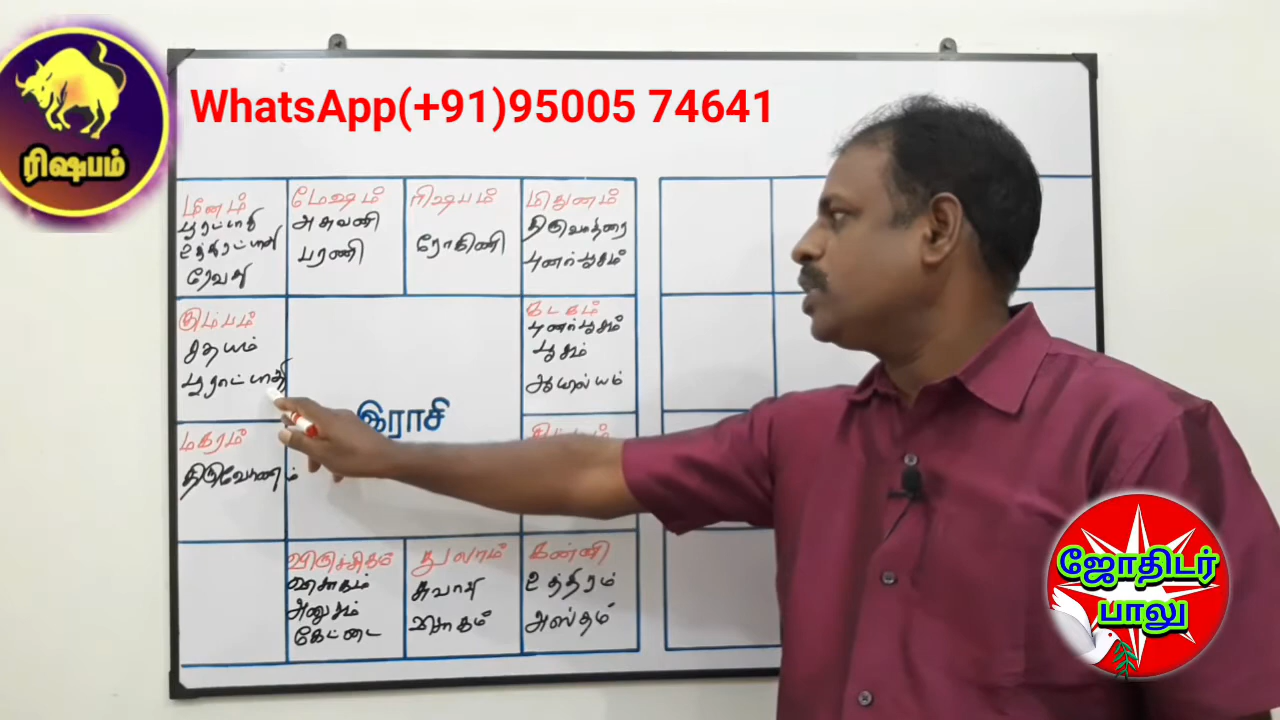 ரிஷபம்
WhatsApp(+91)95005 74641
மீனம்
பூரட்டாதி
உத்திரட்டாதி
ரேவதி
மேஷம்
அசுவனி
பரணி
ரிஷபம்
ரோகிணி
மிதுனம்
திருவாதிரை
புனர்பூசம்
கும்பம்
சதயம்
பூரட்டாதி
கடகம்
புனர்பூசம்
பூசம்
ஆயில்யம்
இராசி
மகரம்
திருவோணம்
விருச்சிகம்
விசாகம்
அனுசம்
கேட்டை
துலாம்
சுவாதி
விசாகம்
கன்னி
உத்திரம்
அஸ்தம்
ஜோதிடர்
பாலு